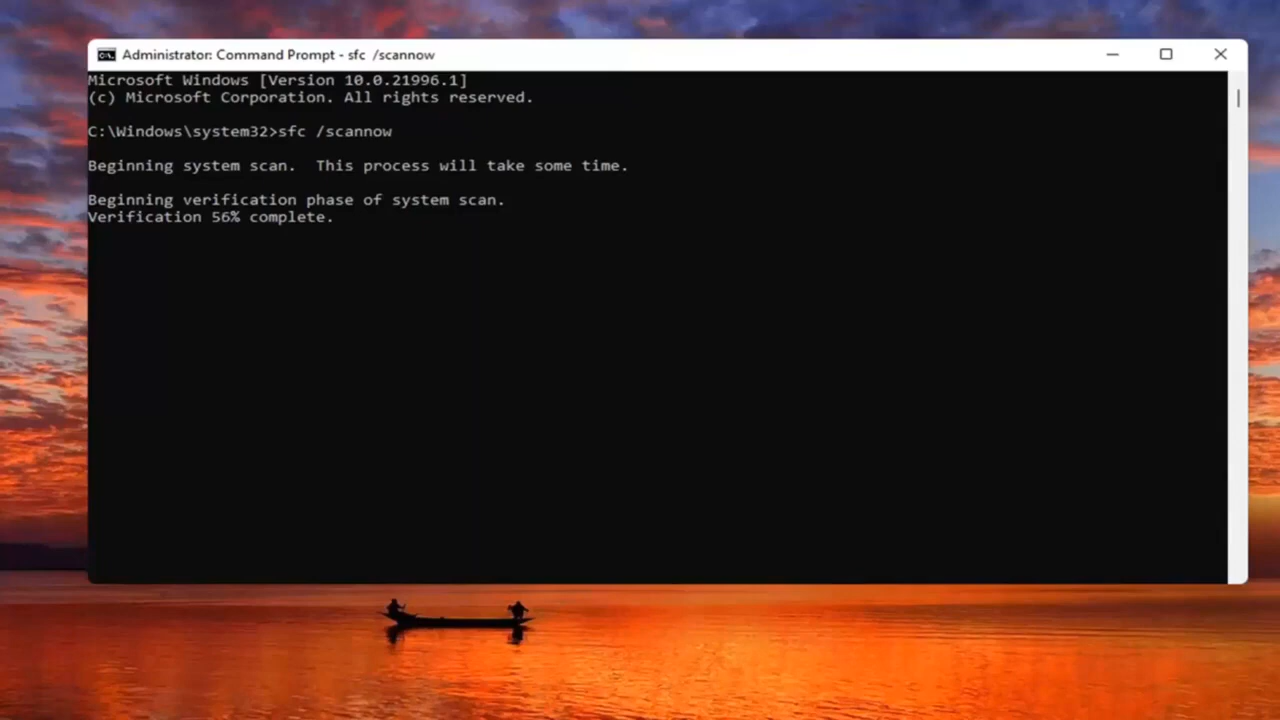 Administrator: Command Prompt - sfc  /scannow
Microsoft Windows [Version 10.0.21996.1]
(c) Microsoft Corporation. All rights reserved.
C:\Windows\system32>sfc /scannow
Beginning system scan.  This process will take some time.
Beginning verification phase of system scan.
Verification 56% complete.